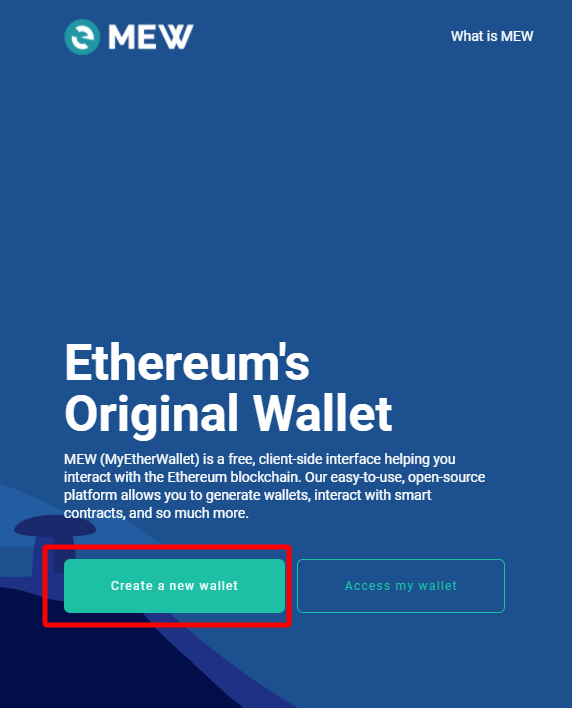 MEW
What is MEW
Ethereum's
Original Wallet
MEW (MyEtherWallet) is a free, client-side interface helping you
interact with the Ethereum blockchain. Our easy-to-use, open-source
platform allows you to generate wallets, interact with smart
contracts, and so much more.
Create a new wallet
Access my wallet